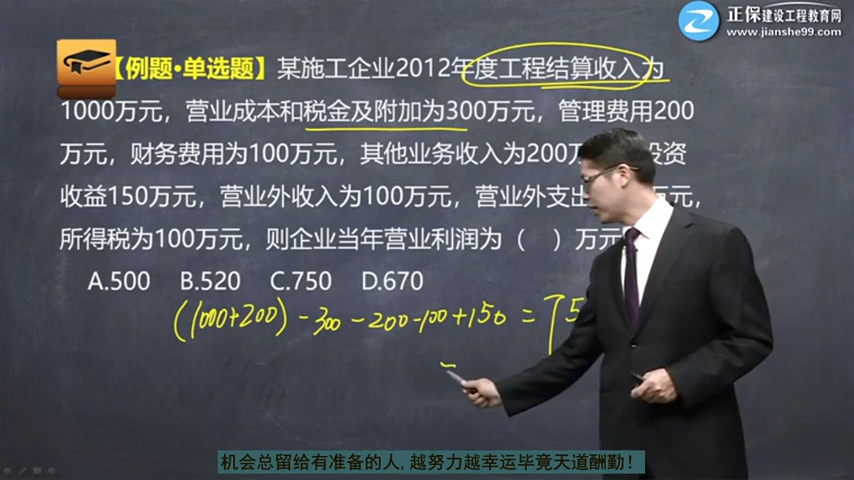 正保建设工程教育网
www.jianshe99.com
【例题·单选题】某施工企业2012年度工程结算收入为
1000万元，营业成本和税金及附加为300万元，管理费用200
万元，财务费用为100万元，其他业务收入为200万 投资
收益150万元，营业外收入为100万元，营业外支出 万元，
所得税为100万元，则企业当年营业利润为（ ）万元
A.500 B.520 C.750 D.670
(1000+200)-300-200-100+150=75
机会总留给有准备的人,越努力越幸运毕竟天道酬勤！